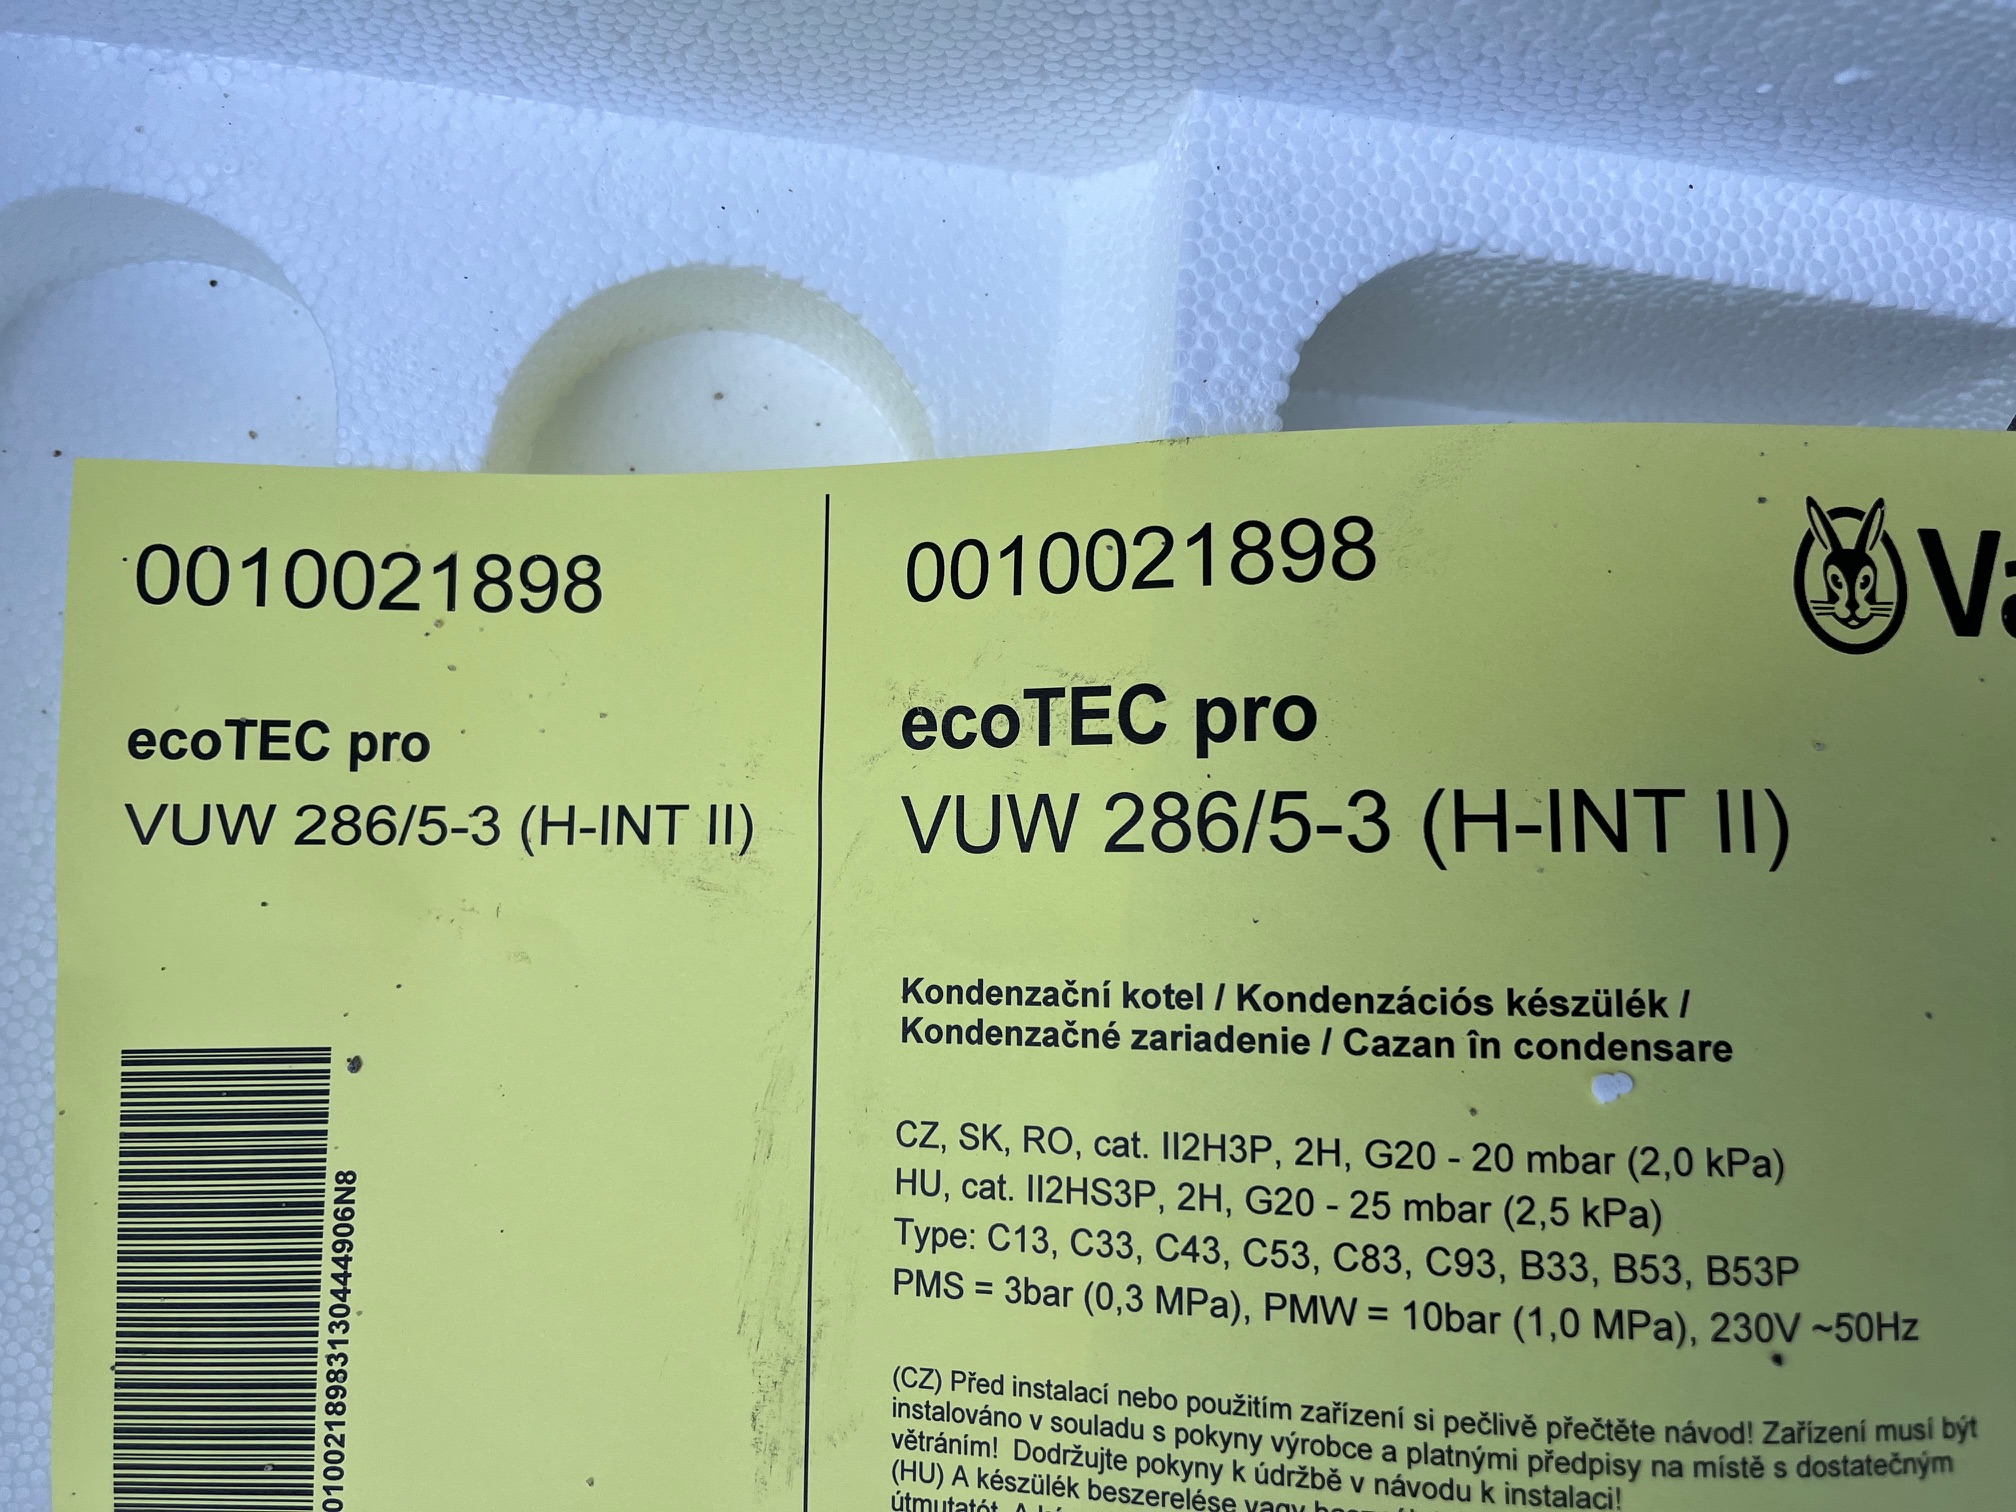 0010021898
ecoTEC pro
VUW 286/5-3 (H-INT II)
0010021898
ecoTEC pro
VUW 286/5-3 (H-INT II)
Kondenzační kotel / Kondenzációs készülék /
Kondenzačné zariadenie / Cazan în condensare
CZ, SK, RO, cat. II2H3P, 2H, G20 - 20 mbar (2,0 kPa)
HU, cat. II2HS3P, 2H, G20 - 25 mbar (2,5 kPa)
Type: C13, C33, C43, C53, C83, C93, B33, B53, B53P
PMS = 3bar (0,3 MPa), PMW = 10bar (1,0 MPa), 230V ~50Hz
(CZ) Před instalací nebo použitím zařízení si pečlivě přečtěte návod! Zařízení musí být
instalováno v souladu s pokyny výrobce a platnými předpisy na místě s dostatečným
větráním! Dodržujte pokyny k údržbě v návodu k instalaci!
(HU) A készülék beszerelése vagy